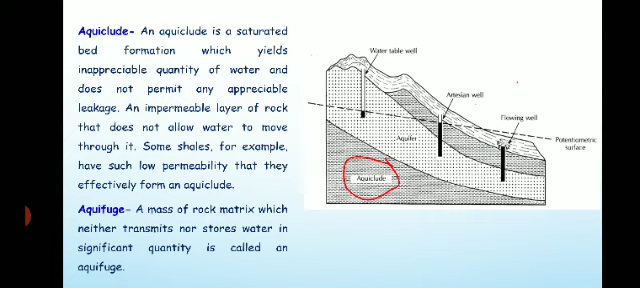 Aquiclude- An aquiclude is a saturated
bed formation which yields
inappreciable quantity of water and
does not permit any appreciable
leakage. An impermeable layer of rock
that does not allow water to move
through it. Some shales, for example,
have such low permeability that they
effectively form an aquiclude.
Aquifuge- A mass of rock matrix which
neither transmits nor stores water in
significant quantity is called an
aquifuge.
Water table well
Artesian well
Flowing well
Potentiometric
surface
Aquifer
Aquiclude